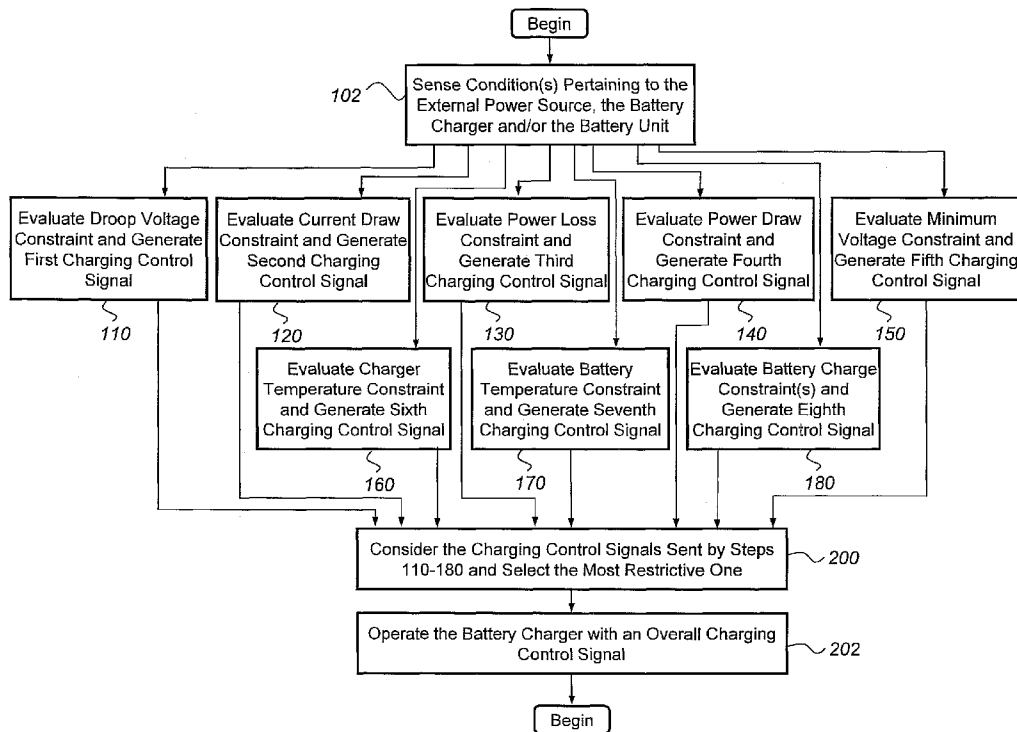 Begin
102
Sense Condition(s) Pertaining to the
External Power Source, the Battery
Charger and/or the Battery Unit
Evaluate Droop Voltage
Constraint and Generate
First Charging Control
Signal
110
Evaluate Current Draw
Constraint and Generate
Second Charging
Control Signal
120
Evaluate Power Loss
Constraint and
Generate Third
Charging Control Signal
130
Evaluate Power Draw
Constraint and
Generate Fourth
Charging Control Signal
140
Evaluate Minimum
Voltage Constraint and
Generate Fifth Charging
Control Signal
150
Evaluate Charger
Temperature Constraint
and Generate Sixth
Charging Control Signal
160
Evaluate Battery
Temperature Constraint
and Generate Seventh
Charging Control Signal
170
Evaluate Battery Charge
Constraint(s) and
Generate Eighth
Charging Control Signal
180
Consider the Charging Control Signals Sent by Steps
110-180 and Select the Most Restrictive One
200
Operate the Battery Charger with an Overall Charging
Control Signal
202
Begin